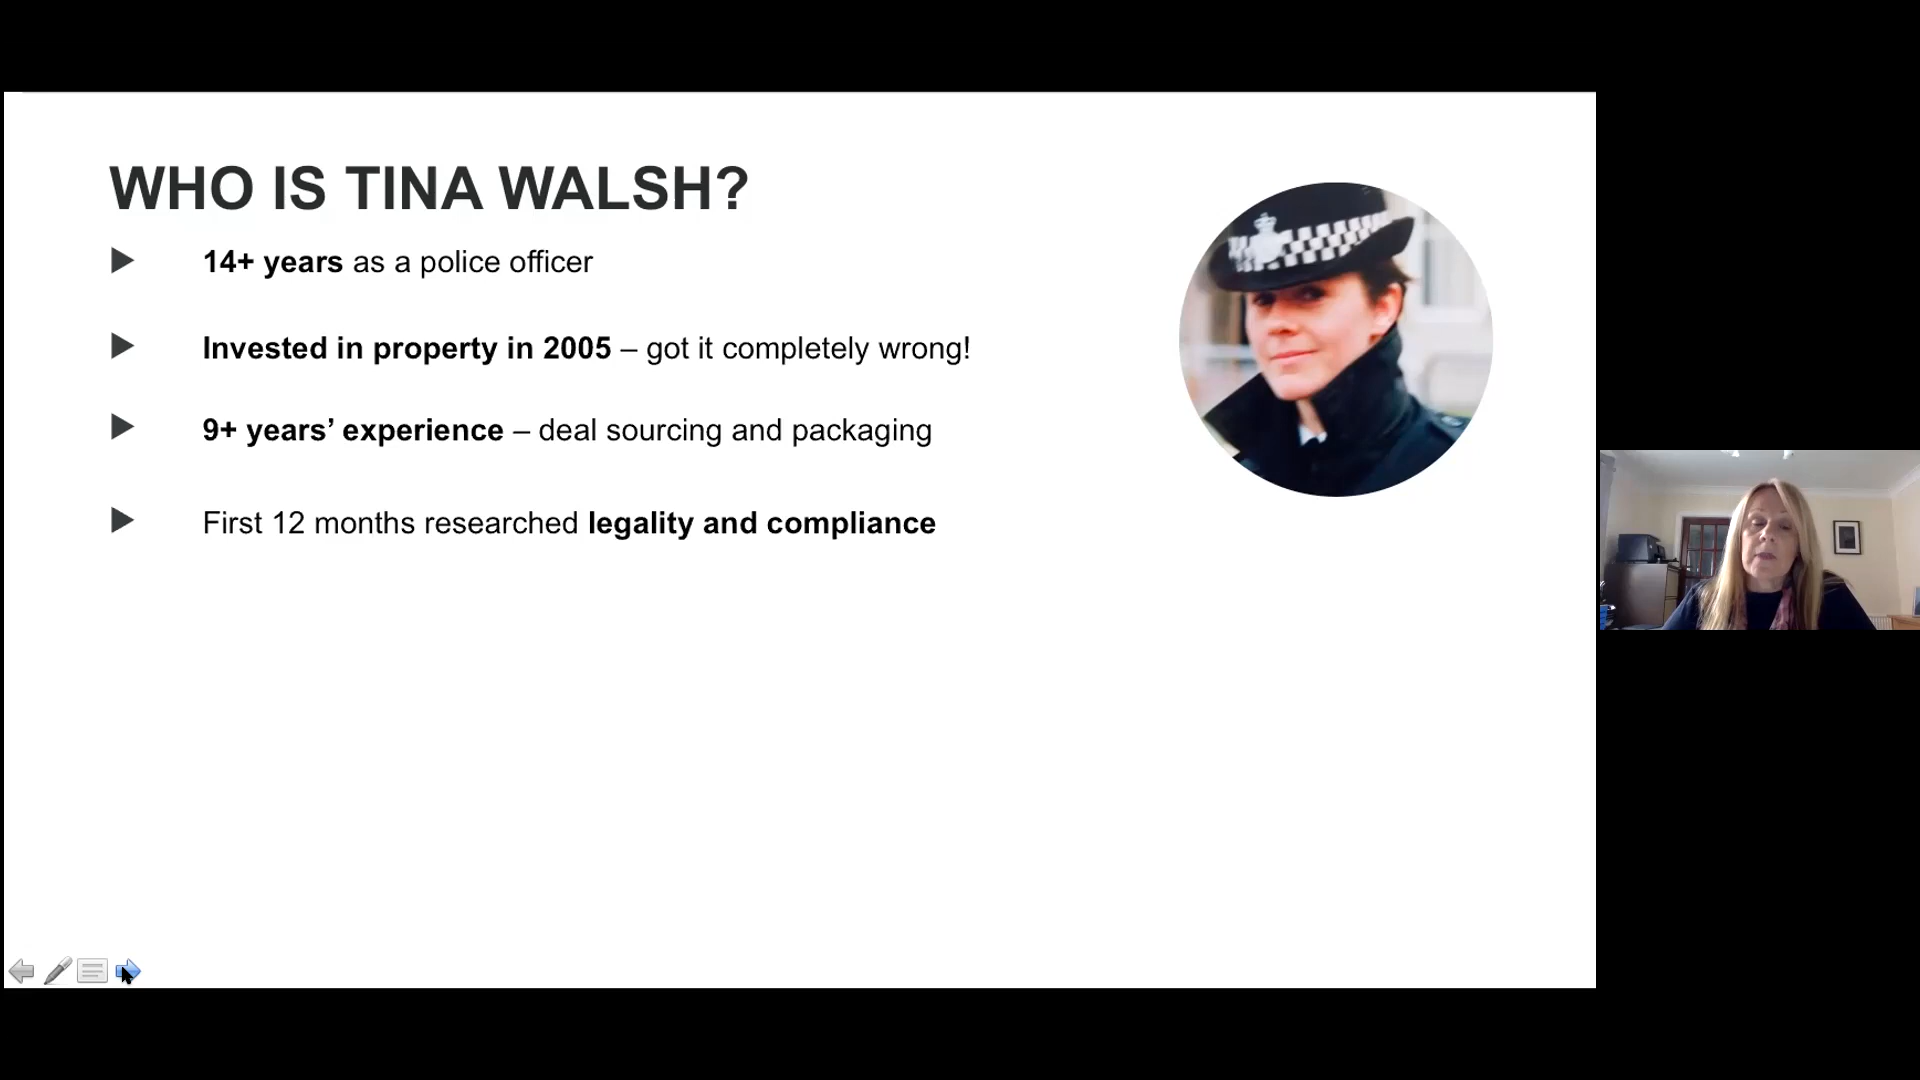 WHO IS TINA WALSH?
14+ years as a police officer
Invested in property in 2005 – got it completely wrong!
9+ years’ experience – deal sourcing and packaging
First 12 months researched legality and compliance